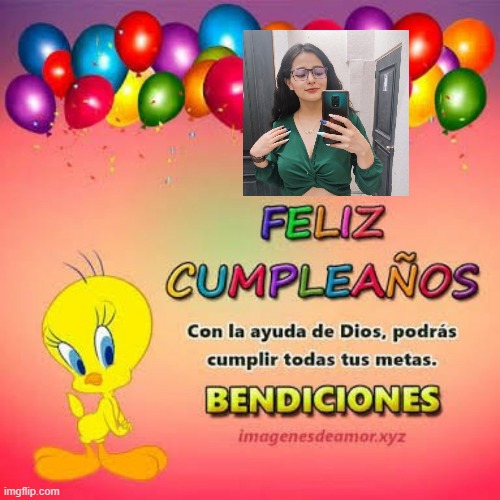 FELIZ
CUMPLEAÑOS
Con la ayuda de Dios, podrás
cumplir todas tus metas.
BENDICIONES
imagenesdeamor.xyz
imgflip.com